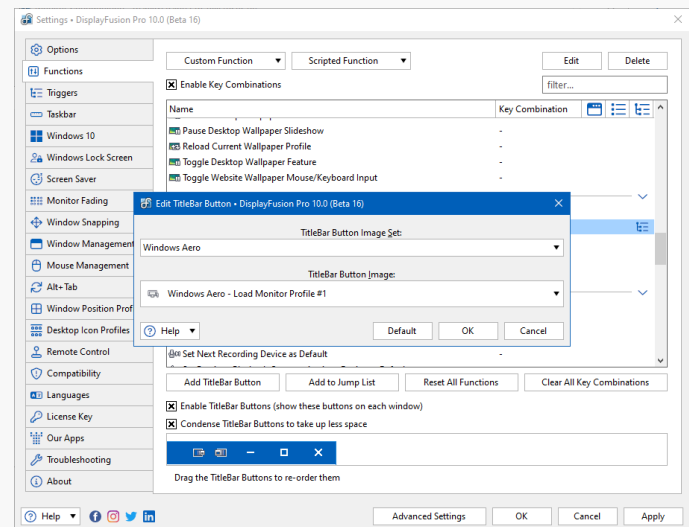 Settings • DisplayFusion Pro 10.0 (Beta 16)
Options
Functions
Triggers
Taskbar
Windows 10
Windows Lock Screen
Screen Saver
Monitor Fading
Window Snapping
Window Management
Mouse Management
Alt+Tab
Window Position Prof
Desktop Icon Profiles
Remote Control
Compatibility
Languages
License Key
Our Apps
Troubleshooting
About
Custom Function
Scripted Function
Edit
Delete
Enable Key Combinations
filter...
Name
Key Combination
Pause Desktop Wallpaper Slideshow -
Reload Current Wallpaper Profile -
Toggle Desktop Wallpaper Feature -
Toggle Website Wallpaper Mouse/Keyboard Input -
Edit TitleBar Button • DisplayFusion Pro 10.0 (Beta 16)
TitleBar Button Image Set:
Windows Aero
TitleBar Button Image:
Windows Aero - Load Monitor Profile #1
Help
Default
OK
Cancel
Set Next Recording Device as Default -
Add TitleBar Button
Add to Jump List
Reset All Functions
Clear All Key Combinations
Enable TitleBar Buttons (show these buttons on each window)
Condense TitleBar Buttons to take up less space
Drag the TitleBar Buttons to re-order them
Help
Advanced Settings
OK
Cancel
Apply